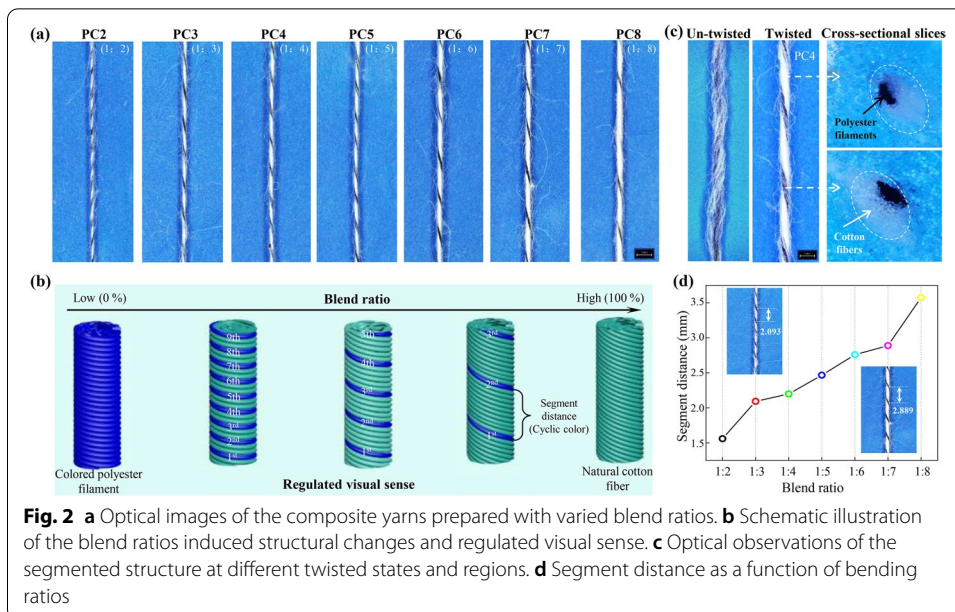 (a)
PC2 PC3 PC4 PC5 PC6 PC7 PC8
(1: 2) (1: 3) (1: 4) (1: 5) (1: 6) (1: 7) (1: 8)
(c)
Un-twisted Twisted Cross-sectional slices
PC4
Polyester
filaments
Cotton
fibers
(b)
Low (0 %) Blend ratio High (100 %)
9th
8th
7th
6th
5th
4th
3rd
2nd
1st
5th
4th
3rd
2nd
1st
3rd
2nd
1st
Segment
distance
(Cyclic color)
Colored polyester
filament
Regulated visual sense
Natural cotton
fiber
(d)
Segment distance (mm)
3.5
3.0
2.5
2.0
1.5
2.093
2.889
1:2 1:3 1:4 1:5 1:6 1:7 1:8
Blend ratio
Fig. 2 a Optical images of the composite yarns prepared with varied blend ratios. b Schematic illustration
of the blend ratios induced structural changes and regulated visual sense. c Optical observations of the
segmented structure at different twisted states and regions. d Segment distance as a function of bending
ratios